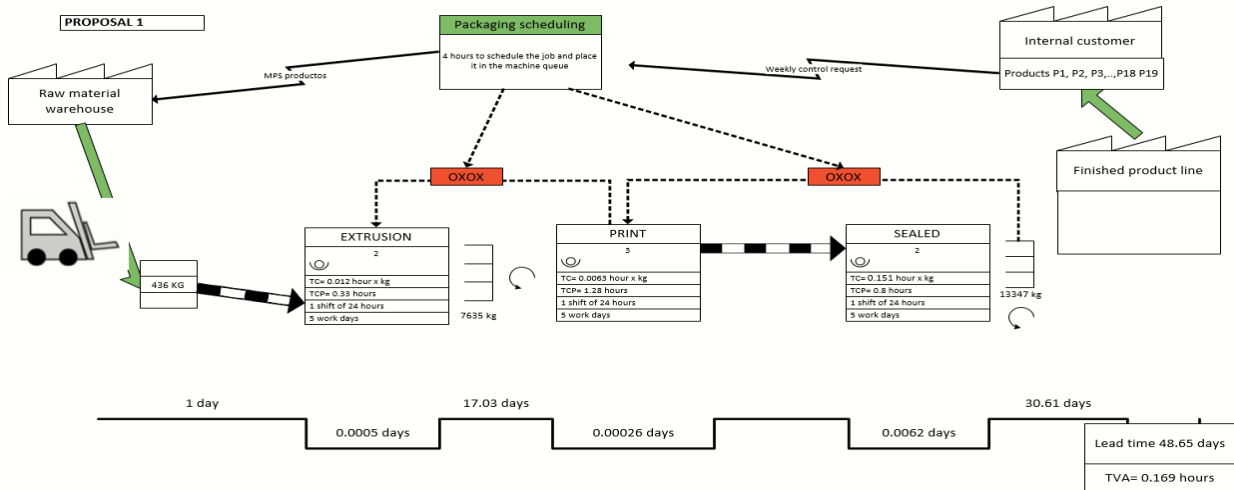 PROPOSAL 1
Packaging scheduling
4 hours to schedule the job and place
it in the machine queue
Internal customer
Products P1, P2, P3,..,P18 P19
MPS productos
Weekly control request
Raw material
warehouse
Finished product line
OXOX
OXOX
EXTRUSION
2
TC= 0.012 hour x kg
TCP= 0.33 hours
1 shift of 24 hours
5 work days
7635 kg
PRINT
3
TC= 0.0063 hour x kg
TCP= 1.28 hours
1 shift of 24 hours
5 work days
SEALED
2
TC= 0.151 hour x kg
TCP= 0.8 hours
1 shift of 24 hours
5 work days
13347 kg
436 KG
1 day
17.03 days
30.61 days
0.0005 days
0.00026 days
0.0062 days
Lead time 48.65 days
TVA= 0.169 hours